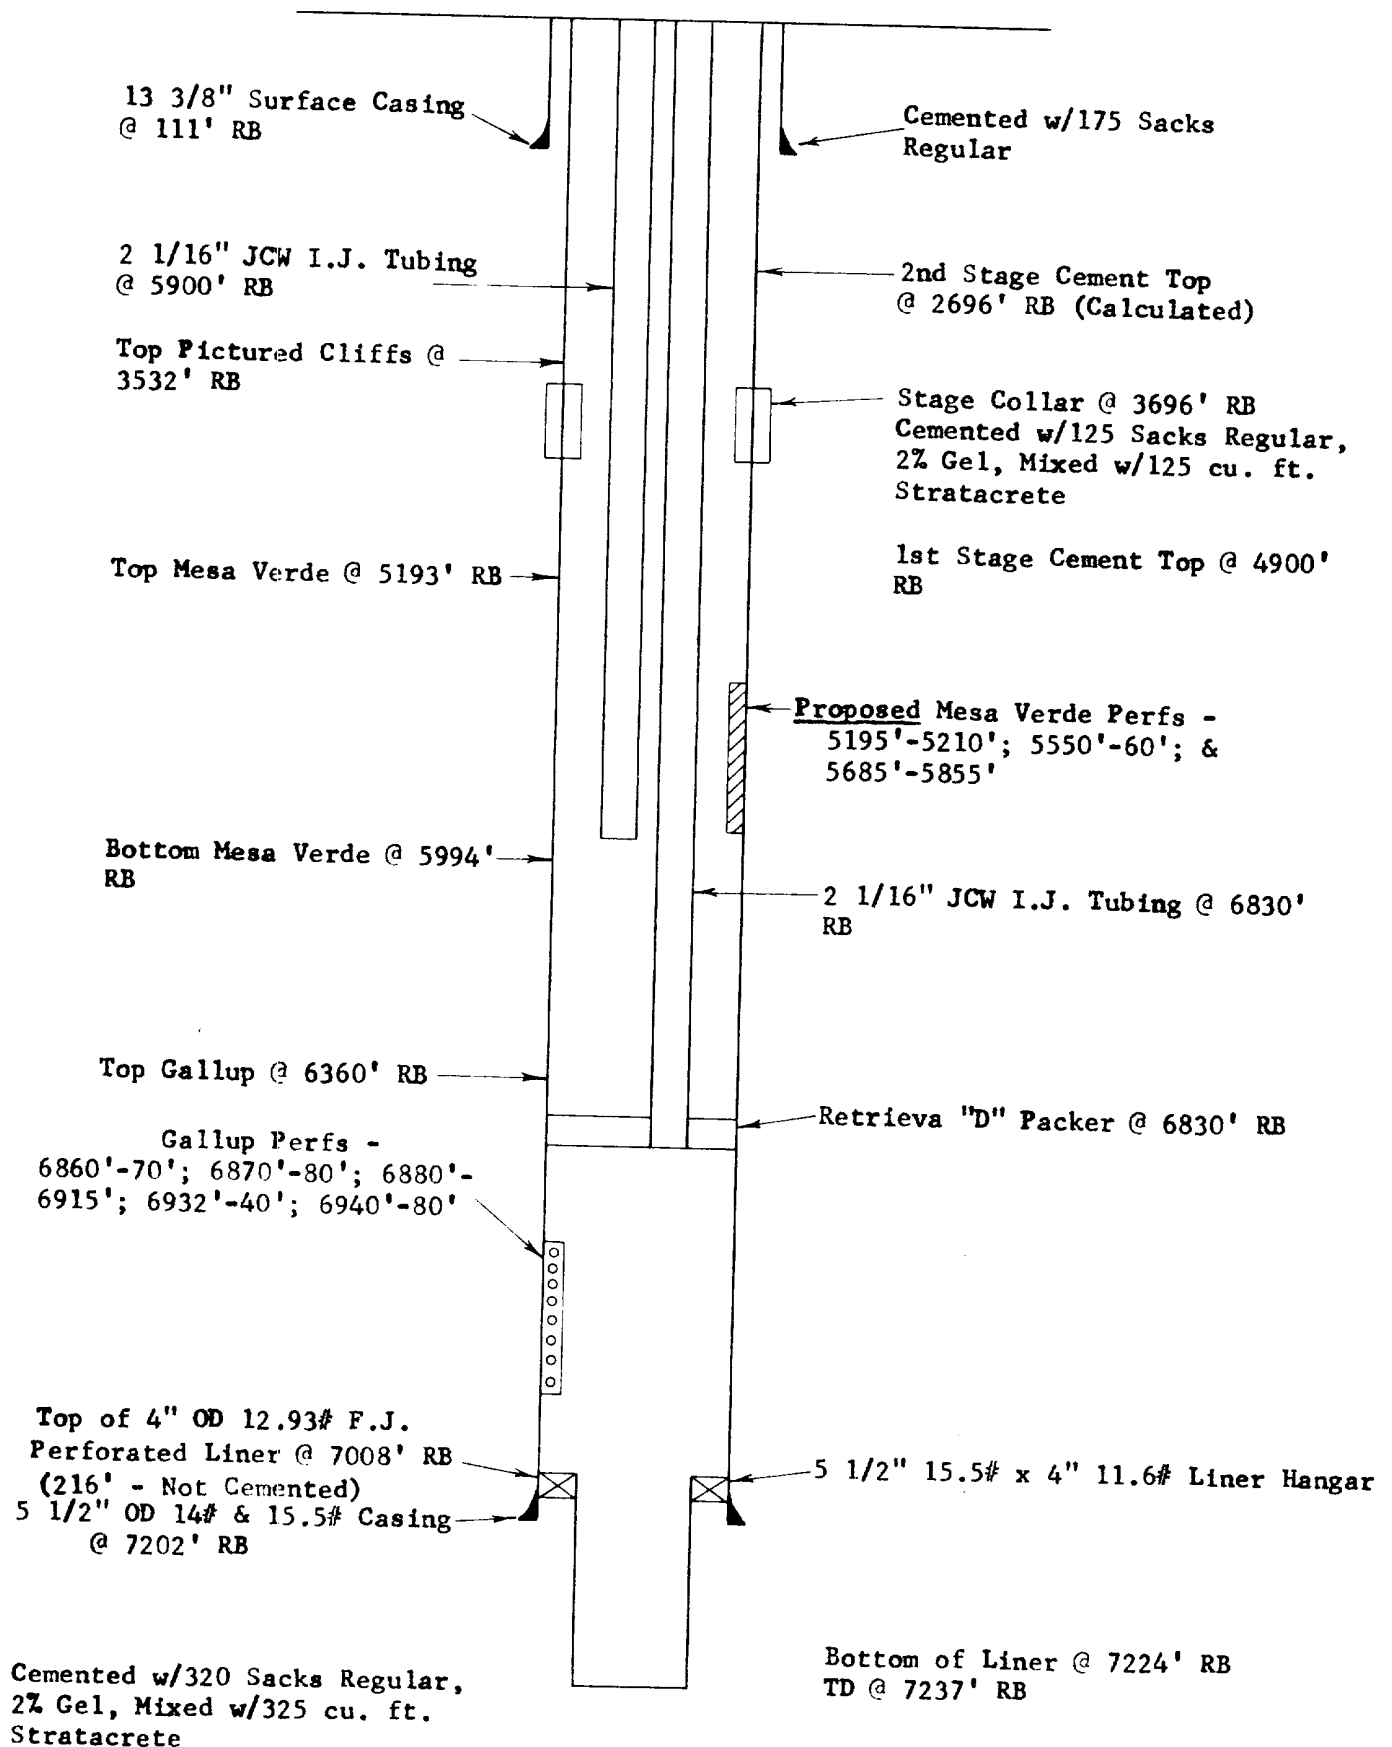 13 3/8" Surface Casing
@ 111' RB
Cemented w/175 Sacks
Regular
2 1/16" JCW I.J. Tubing
@ 5900' RB
2nd Stage Cement Top
@ 2696' RB (Calculated)
Top Pictured Cliffs @
3532' RB
Stage Collar @ 3696' RB
Cemented w/125 Sacks Regular,
2% Gel, Mixed w/125 cu. ft.
Stratacrete
Top Mesa Verde @ 5193' RB
1st Stage Cement Top @ 4900'
RB
Proposed Mesa Verde Perfs -
5195'-5210'; 5550'-60'; &
5685'-5855'
Bottom Mesa Verde @ 5994'
RB
2 1/16" JCW I.J. Tubing @ 6830'
RB
Top Gallup @ 6360' RB
Retrieva "D" Packer @ 6830' RB
Gallup Perfs -
6860'-70'; 6870'-80'; 6880'-
6915'; 6932'-40'; 6940'-80'
Top of 4" OD 12.93# F.J.
Perforated Liner @ 7008' RB
(216' - Not Cemented)
5 1/2" OD 14# & 15.5# Casing
@ 7202' RB
5 1/2" 15.5# x 4" 11.6# Liner Hangar
Cemented w/320 Sacks Regular,
2% Gel, Mixed w/325 cu. ft.
Stratacrete
Bottom of Liner @ 7224' RB
TD @ 7237' RB